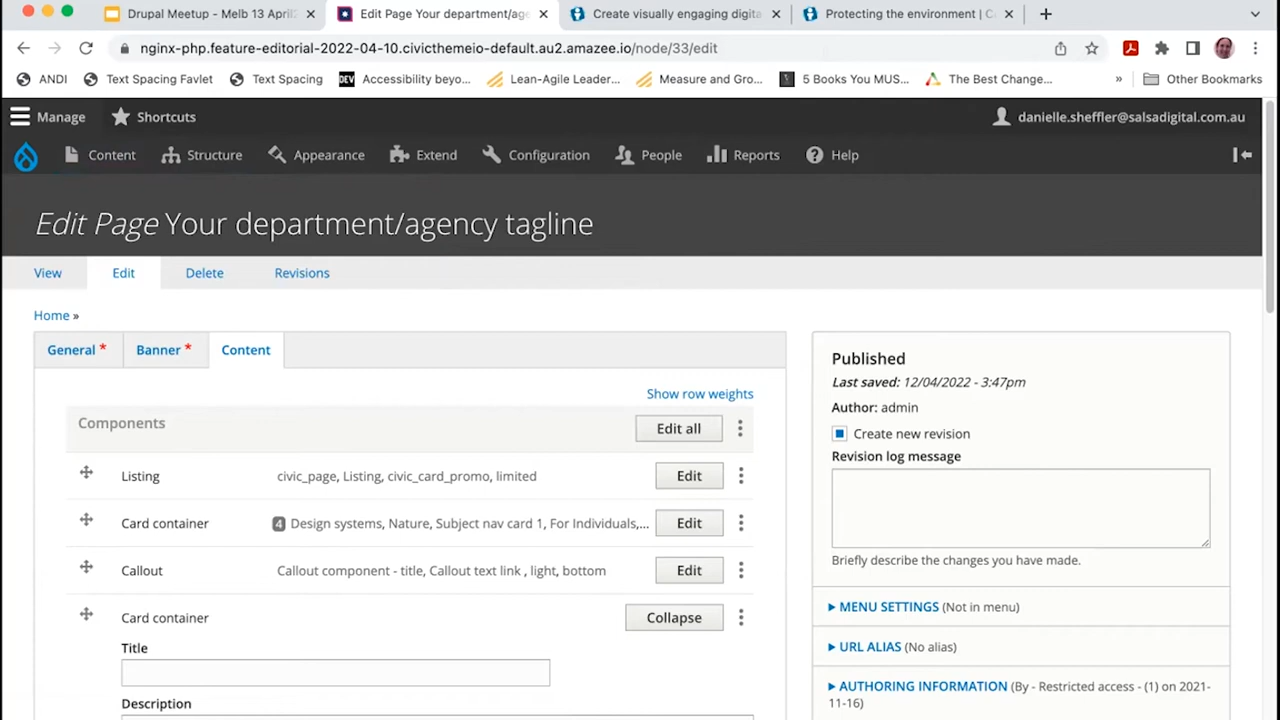 Drupal Meetup - Melb 13 April2
Edit Page Your department/age
Create visually engaging digita
Protecting the environment | C
nginx-php.feature-editorial-2022-04-10.civicthemeio-default.au2.amazee.io/node/33/edit
ANDI
Text Spacing Favlet
Text Spacing
DEV
Accessibility beyo...
Lean-Agile Leader...
Measure and Gro...
5 Books You MUS...
The Best Change...
»
Other Bookmarks
Manage
Shortcuts
danielle.sheffler@salsadigital.com.au
Content
Structure
Appearance
Extend
Configuration
People
Reports
Help
Edit Page Your department/agency tagline
View
Edit
Delete
Revisions
Home »
General *
Banner *
Content
Show row weights
Components
Edit all
Listing
civic_page, Listing, civic_card_promo, limited
Edit
Card container
4 Design systems, Nature, Subject nav card 1, For Individuals,...
Edit
Callout
Callout component - title, Callout text link , light, bottom
Edit
Card container
Collapse
Title
Description
Published
Last saved: 12/04/2022 - 3:47pm
Author: admin
Create new revision
Revision log message
Briefly describe the changes you have made.
MENU SETTINGS (Not in menu)
URL ALIAS (No alias)
AUTHORING INFORMATION (By - Restricted access - (1) on 2021-
11-16)